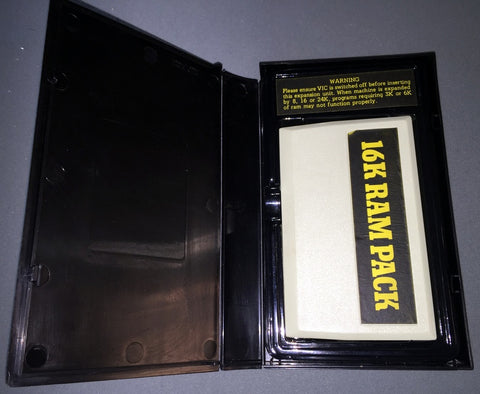 WARNING
Please ensure VIC is switched off before inserting
this expansion unit. When machine is expanded
by 8, 16 or 24K, programs requiring 3K or 6K
of ram may not function properly.
16K RAM PACK